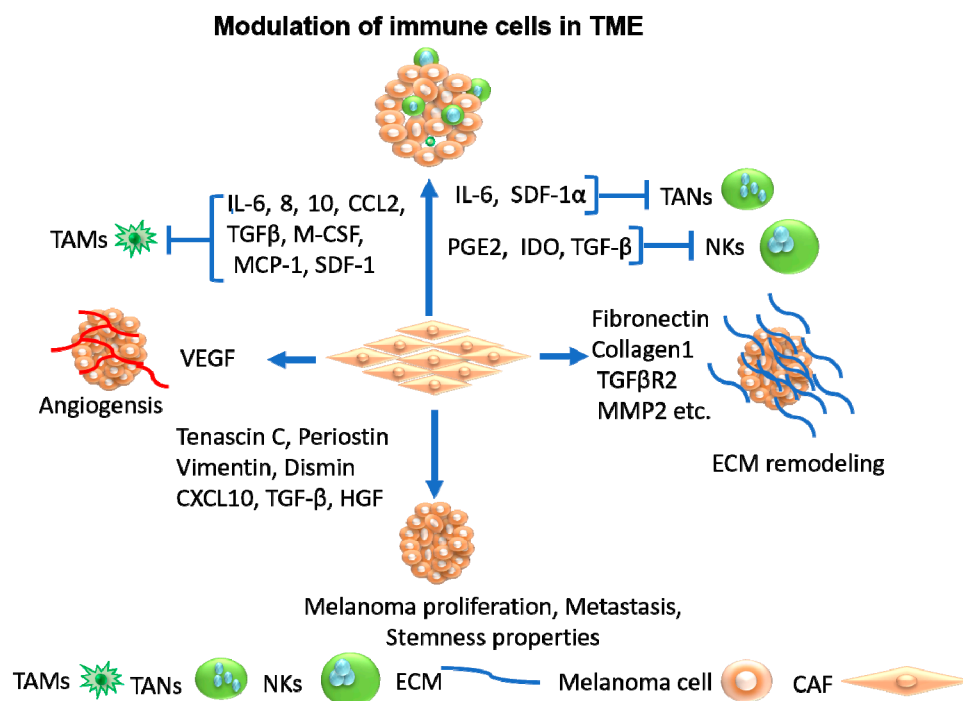 Modulation of immune cells in TME
IL-6, 8, 10, CCL2,
TGFβ, M-CSF,
MCP-1, SDF-1
TAMs
IL-6, SDF-1α
TANs
PGE2, IDO, TGF-β
NKs
VEGF
Angiogensis
Fibronectin
Collagen1
TGFβR2
MMP2 etc.
ECM remodeling
Tenascin C, Periostin
Vimentin, Dismin
CXCL10, TGF-β, HGF
Melanoma proliferation, Metastasis,
Stemness properties
TAMs TANs NKs ECM Melanoma cell CAF